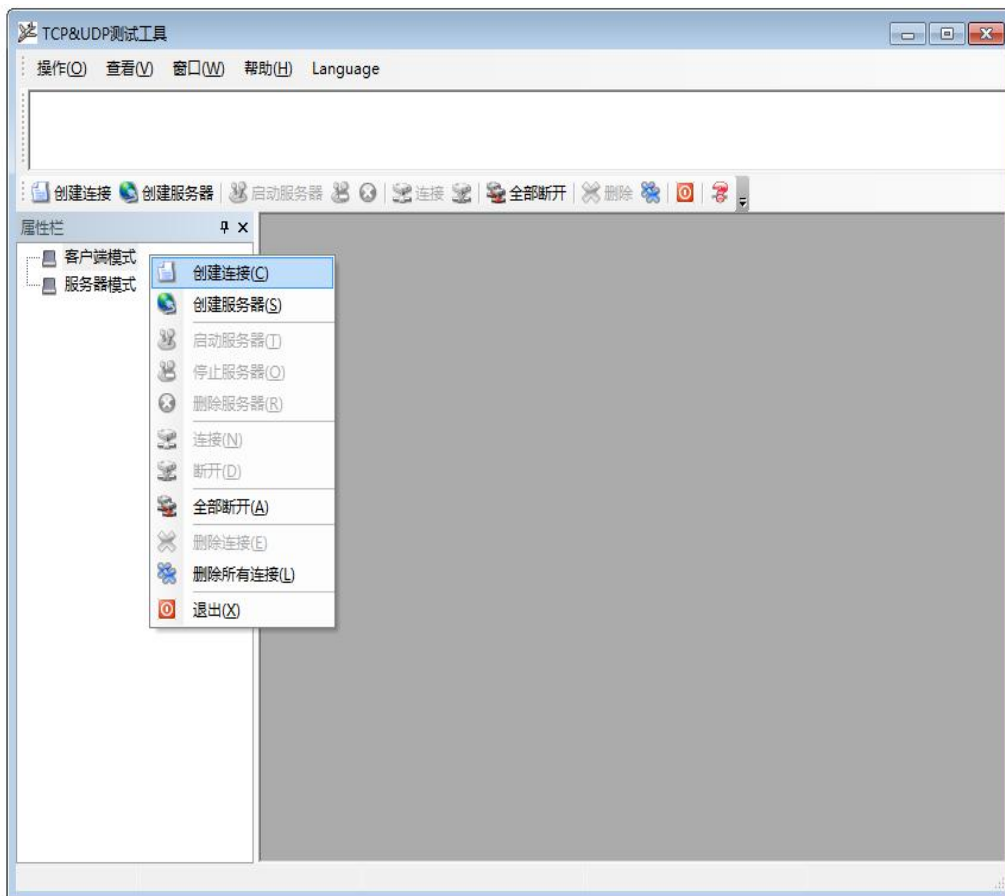 TCP&UDP测试工具
操作(O) 查看(V) 窗口(W) 帮助(H) Language
创建连接 创建服务器 启动服务器 连接 全部断开 删除
属性栏
客户端模式
服务器模式
创建连接(C)
创建服务器(S)
启动服务器(T)
停止服务器(O)
删除服务器(R)
连接(N)
断开(D)
全部断开(A)
删除连接(E)
删除所有连接(L)
退出(X)